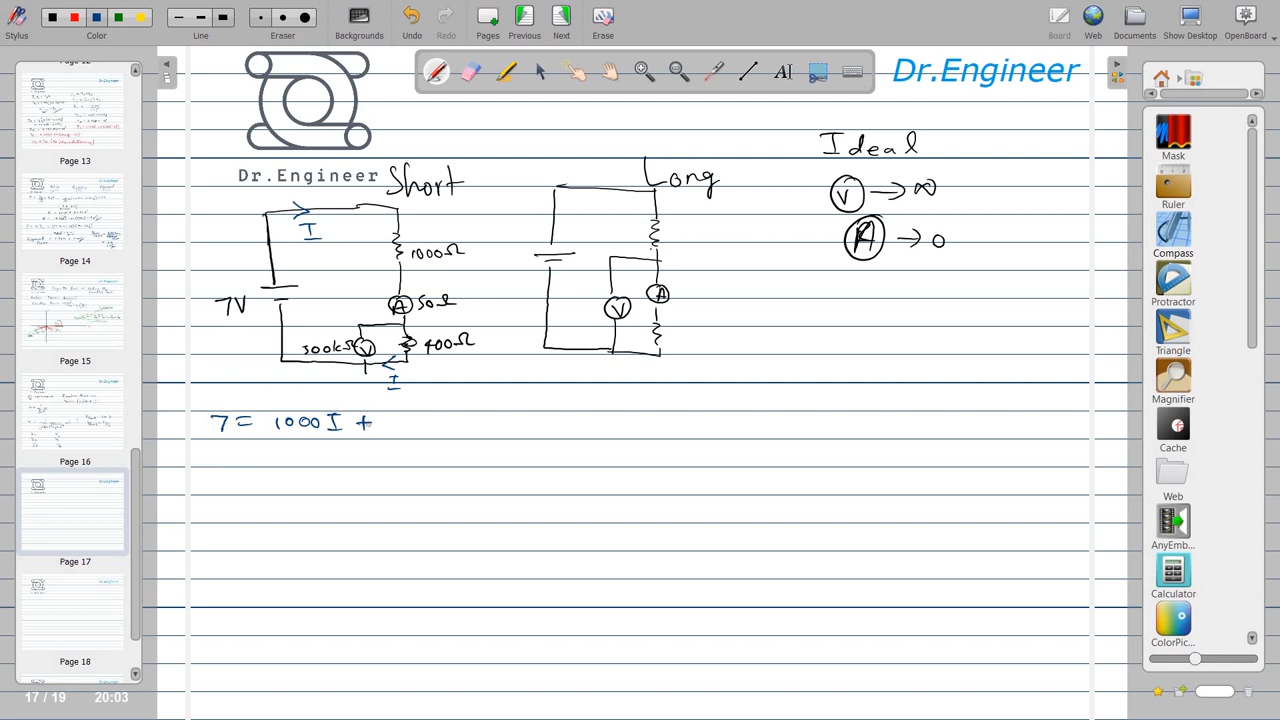 Stylus
Color
Line
Eraser
Backgrounds
Undo
Redo
Pages
Previous
Next
Erase
Board
Web
Documents
Show Desktop
OpenBoard
Dr.Engineer
Page 13
Page 14
Page 15
Page 16
Page 17
Page 18
17 / 19 20:03
Dr.Engineer
Short
Long
Ideal
V → ∞
A → 0
I
1000Ω
7V
A 50Ω
V
400Ω
I
V
A
7 = 1000 I +
Mask
Ruler
Compass
Protractor
Triangle
Magnifier
Cache
Web
AnyEmb...
Calculator
ColorPic...